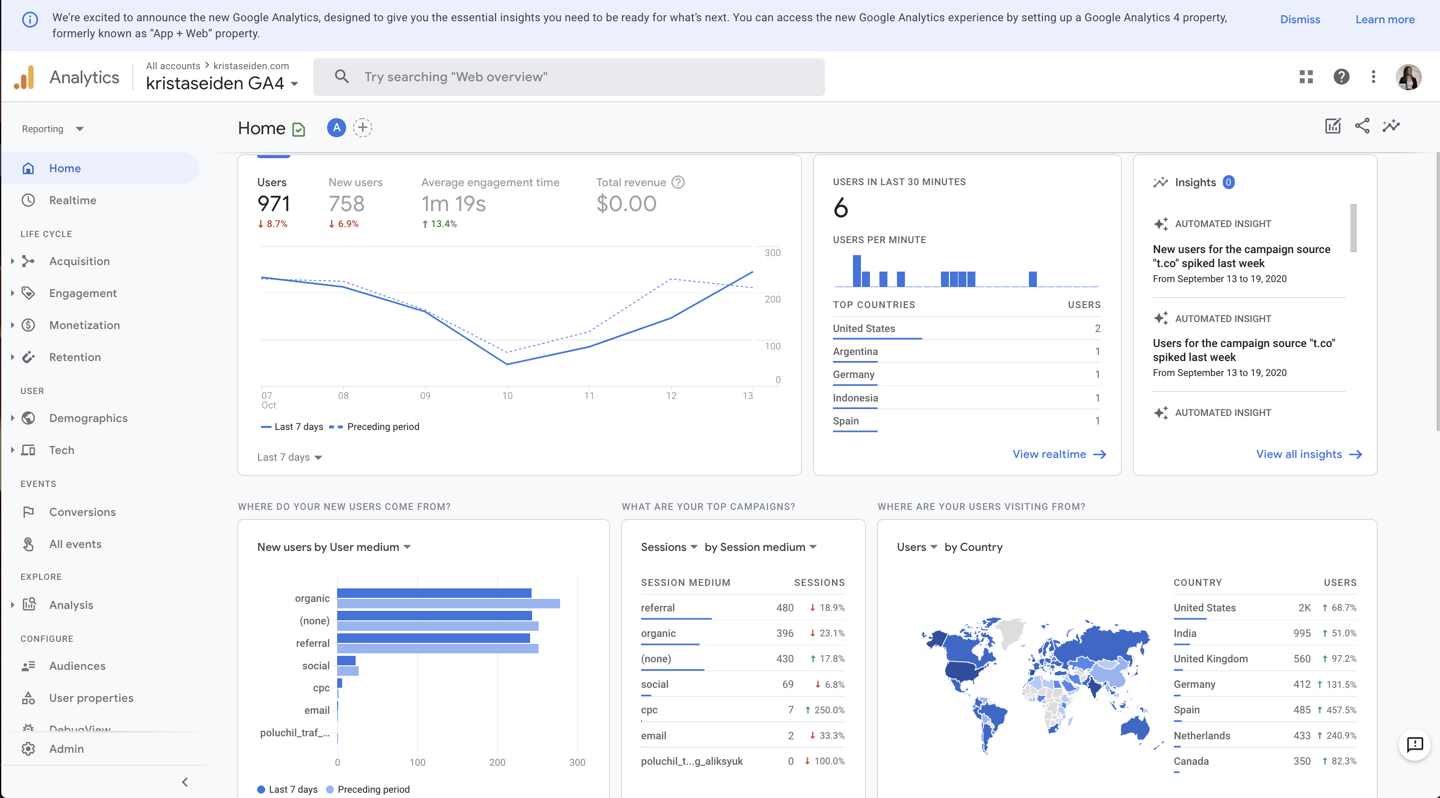 We're excited to announce the new Google Analytics, designed to give you the essential insights you need to be ready for what's next. You can access the new Google Analytics experience by setting up a Google Analytics 4 property,
formerly known as "App + Web" property.
Dismiss
Learn more
Analytics
All accounts > kristaseiden.com
kristaseiden GA4
Try searching "Web overview"
Reporting
Home
Realtime
LIFE CYCLE
Acquisition
Engagement
Monetization
Retention
USER
Demographics
Tech
EVENTS
Conversions
All events
EXPLORE
Analysis
CONFIGURE
Audiences
User properties
DebugView
Admin
Home
A
Users
971
↓ 8.7%
New users
758
↓ 6.9%
Average engagement time
1m 19s
↑ 13.4%
Total revenue
$0.00
300
200
100
0
07 08 09 10 11 12 13
Oct
Last 7 days Preceding period
Last 7 days
USERS IN LAST 30 MINUTES
6
USERS PER MINUTE
TOP COUNTRIES USERS
United States 2
Argentina 1
Germany 1
Indonesia 1
Spain 1
View realtime
Insights 0
AUTOMATED INSIGHT
New users for the campaign source
"t.co" spiked last week
From September 13 to 19, 2020
AUTOMATED INSIGHT
Users for the campaign source "t.co"
spiked last week
From September 13 to 19, 2020
AUTOMATED INSIGHT
View all insights
WHERE DO YOUR NEW USERS COME FROM?
New users by User medium
organic
(none)
referral
social
cpc
email
poluchil_traf_...
0 100 200 300
Last 7 days Preceding period
WHAT ARE YOUR TOP CAMPAIGNS?
Sessions by Session medium
SESSION MEDIUM SESSIONS
referral 480 ↓ 18.9%
organic 396 ↓ 23.1%
(none) 430 ↑ 17.8%
social 69 ↓ 6.8%
cpc 7 ↑ 250.0%
email 2 ↓ 33.3%
poluchil_t...g_aliksyuk 0 ↓ 100.0%
WHERE ARE YOUR USERS VISITING FROM?
Users by Country
COUNTRY USERS
United States 2K ↑ 68.7%
India 995 ↑ 51.0%
United Kingdom 560 ↑ 97.2%
Germany 412 ↑ 131.5%
Spain 485 ↑ 457.5%
Netherlands 433 ↑ 240.9%
Canada 350 ↑ 82.3%